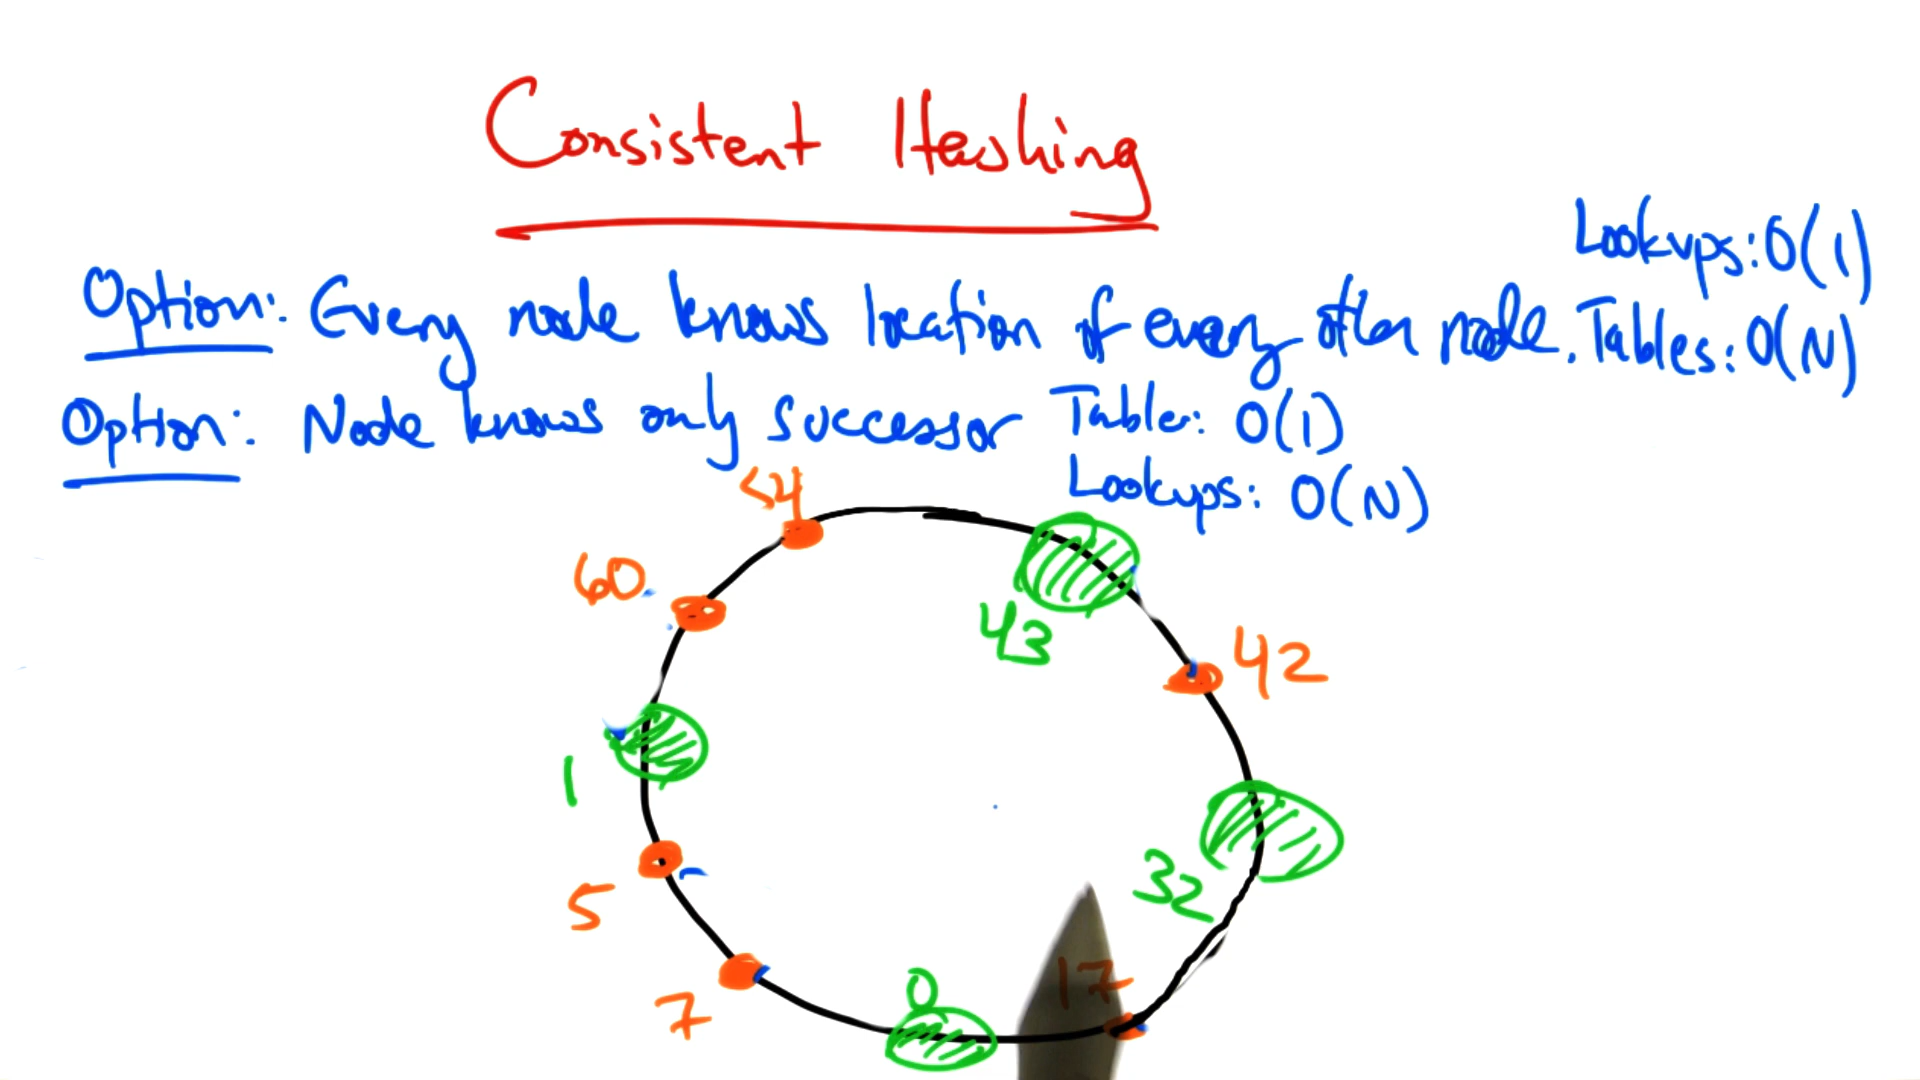 Consistent Hashing
Lookups: O(1)
Option: Every node knows location of every other node. Tables: O(N)
Option: Node knows only successor Table: O(1)
Lookups: O(N)
54
60
43
42
1
32
5
0
17
7